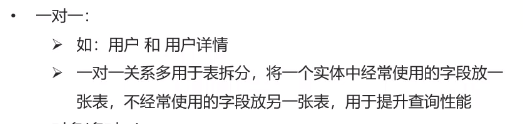 • 一对一：
➢ 如：用户 和 用户详情
➢ 一对一关系多用于表拆分，将一个实体中经常使用的字段放一
张表，不经常使用的字段放另一张表，用于提升查询性能